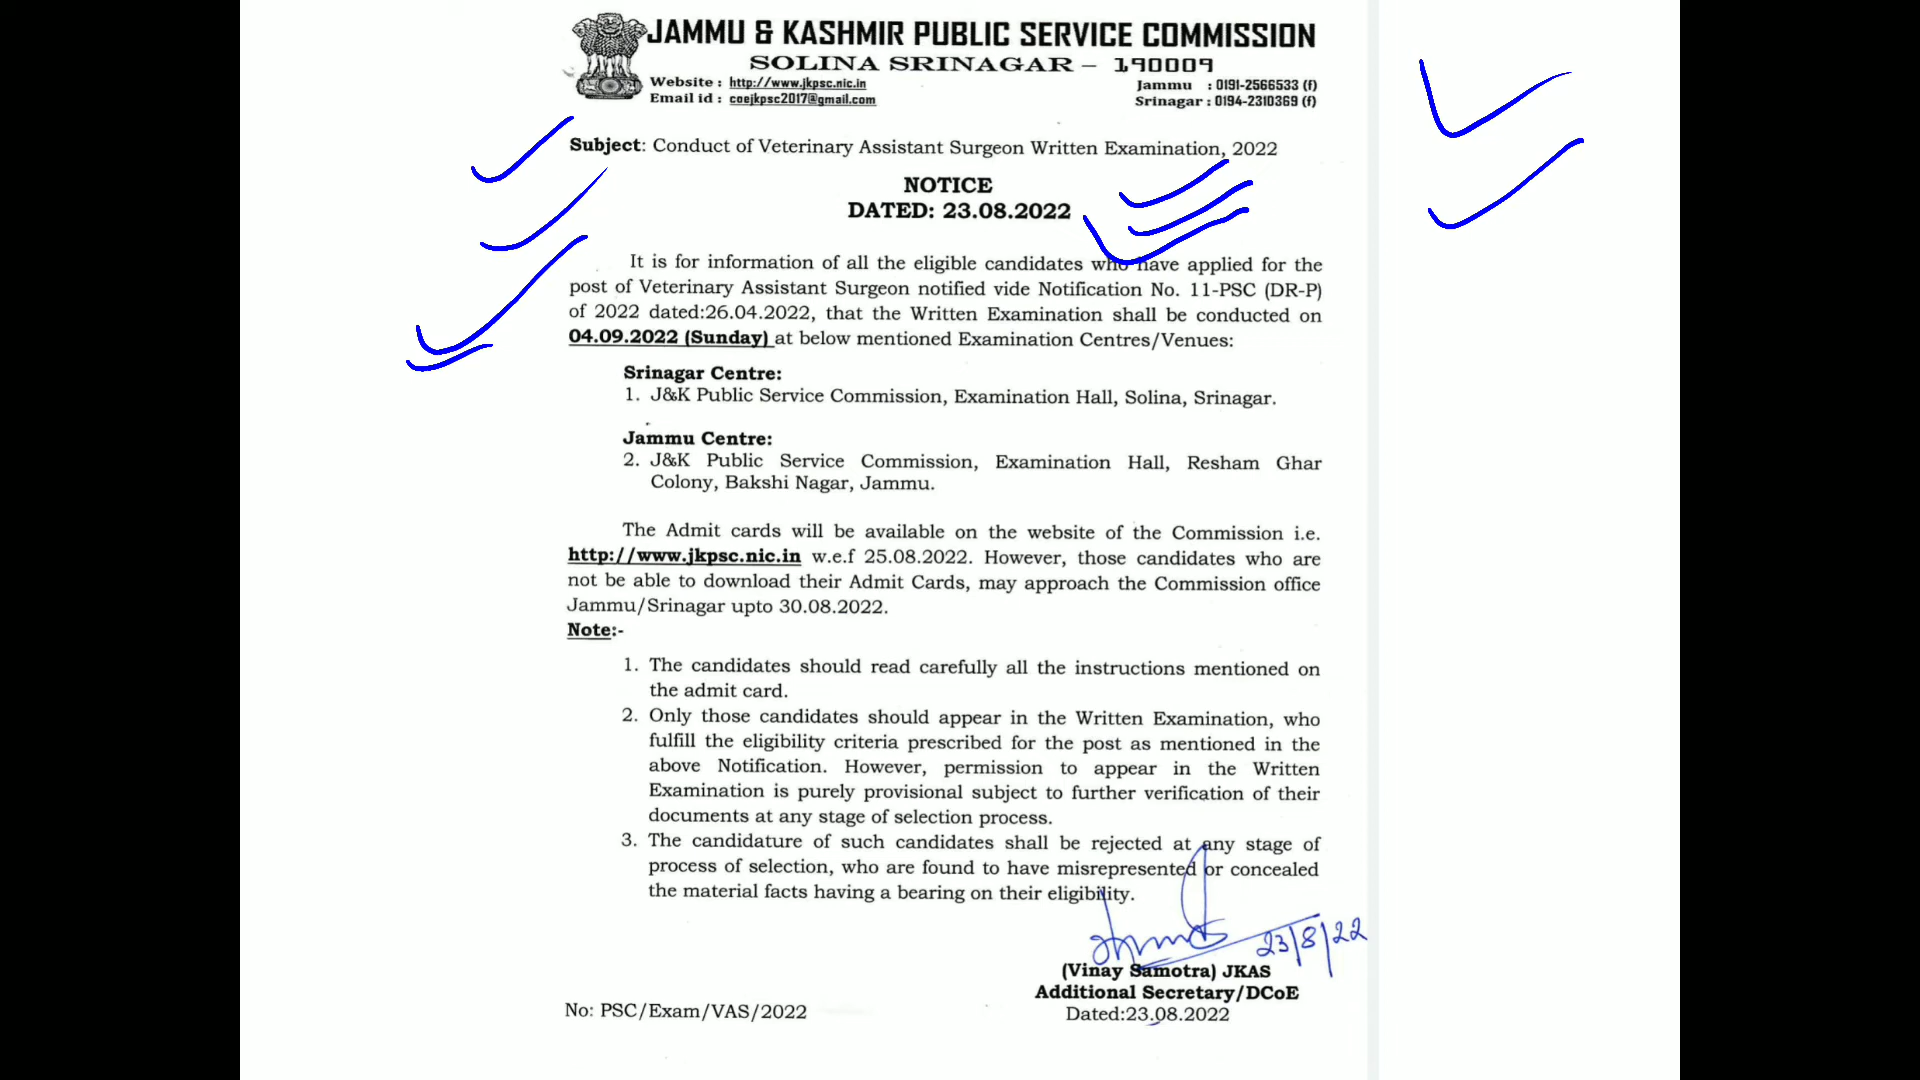 JAMMU & KASHMIR PUBLIC SERVICE COMMISSION
SOLINA SRINAGAR – 190009
Website : http://www.jkpsc.nic.in
Jammu : 0191-2566533 (f)
Email id : coejkpsc2017@gmail.com
Srinagar : 0194-2310369 (f)
Subject: Conduct of Veterinary Assistant Surgeon Written Examination, 2022
NOTICE
DATED: 23.08.2022
It is for information of all the eligible candidates who have applied for the
post of Veterinary Assistant Surgeon notified vide Notification No. 11-PSC (DR-P)
of 2022 dated:26.04.2022, that the Written Examination shall be conducted on
04.09.2022 (Sunday) at below mentioned Examination Centres/Venues:
Srinagar Centre:
1. J&K Public Service Commission, Examination Hall, Solina, Srinagar.
Jammu Centre:
2. J&K Public Service Commission, Examination Hall, Resham Ghar
Colony, Bakshi Nagar, Jammu.
The Admit cards will be available on the website of the Commission i.e.
http://www.jkpsc.nic.in w.e.f 25.08.2022. However, those candidates who are
not be able to download their Admit Cards, may approach the Commission office
Jammu/Srinagar upto 30.08.2022.
Note:-
1. The candidates should read carefully all the instructions mentioned on
the admit card.
2. Only those candidates should appear in the Written Examination, who
fulfill the eligibility criteria prescribed for the post as mentioned in the
above Notification. However, permission to appear in the Written
Examination is purely provisional subject to further verification of their
documents at any stage of selection process.
3. The candidature of such candidates shall be rejected at any stage of
process of selection, who are found to have misrepresented or concealed
the material facts having a bearing on their eligibility.
23/8/22
(Vinay Samotra) JKAS
Additional Secretary/DCoE
No: PSC/Exam/VAS/2022
Dated:23.08.2022